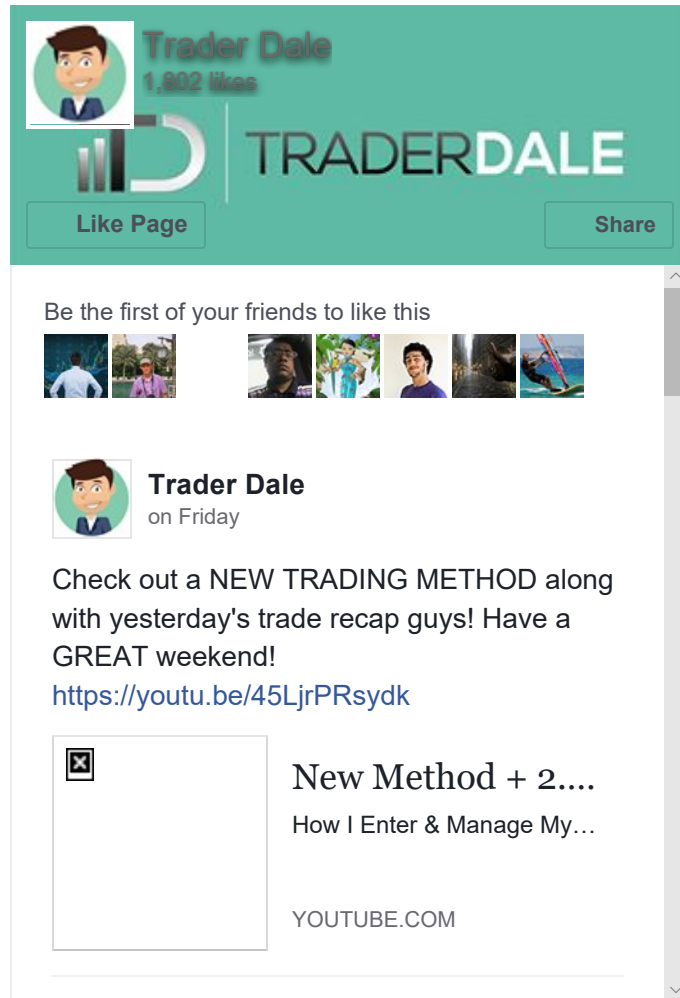 Trader Dale
1,802 likes
TRADERDALE
Like Page
Share
Be the first of your friends to like this
Trader Dale
on Friday
Check out a NEW TRADING METHOD along
with yesterday's trade recap guys! Have a
GREAT weekend!
https://youtu.be/45LjrPRsydk
New Method + 2....
How I Enter & Manage My...
YOUTUBE.COM